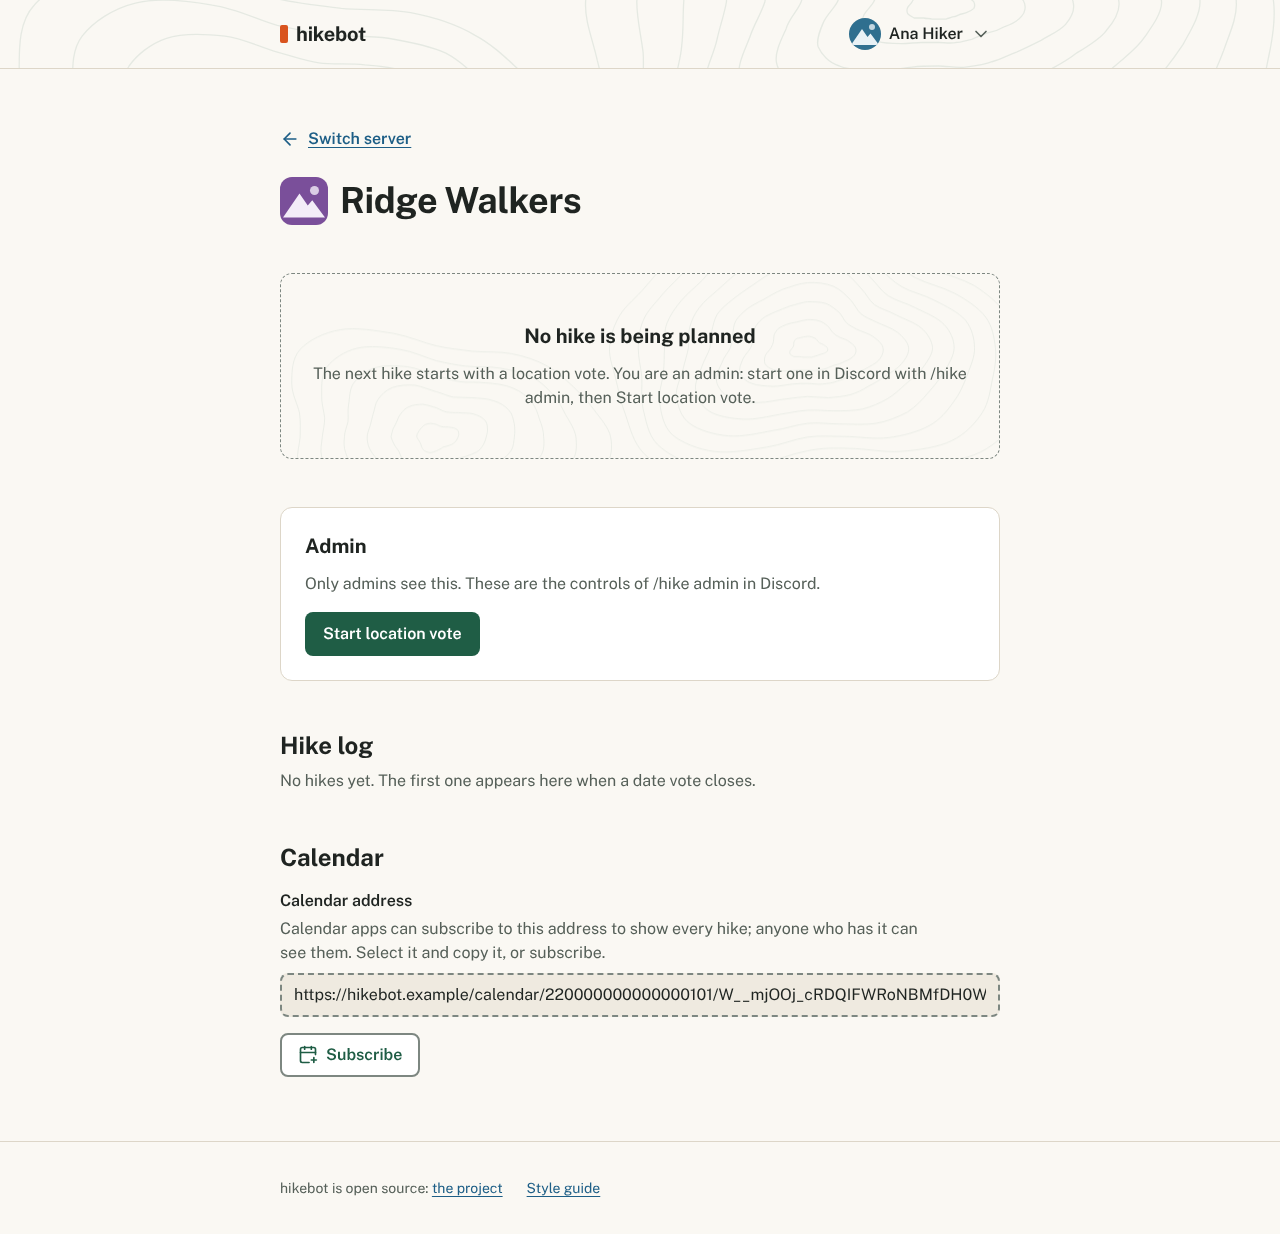 hikebot
Ana Hiker
Switch server
Ridge Walkers
No hike is being planned
The next hike starts with a location vote. You are an admin: start one in Discord with /hike
admin, then Start location vote.
Admin
Only admins see this. These are the controls of /hike admin in Discord.
Start location vote
Hike log
No hikes yet. The first one appears here when a date vote closes.
Calendar
Calendar address
Calendar apps can subscribe to this address to show every hike; anyone who has it can
see them. Select it and copy it, or subscribe.
https://hikebot.example/calendar/220000000000000101/W__mjOOj_cRDQIFWRoNBMfDH0W
Subscribe
hikebot is open source: the project
Style guide